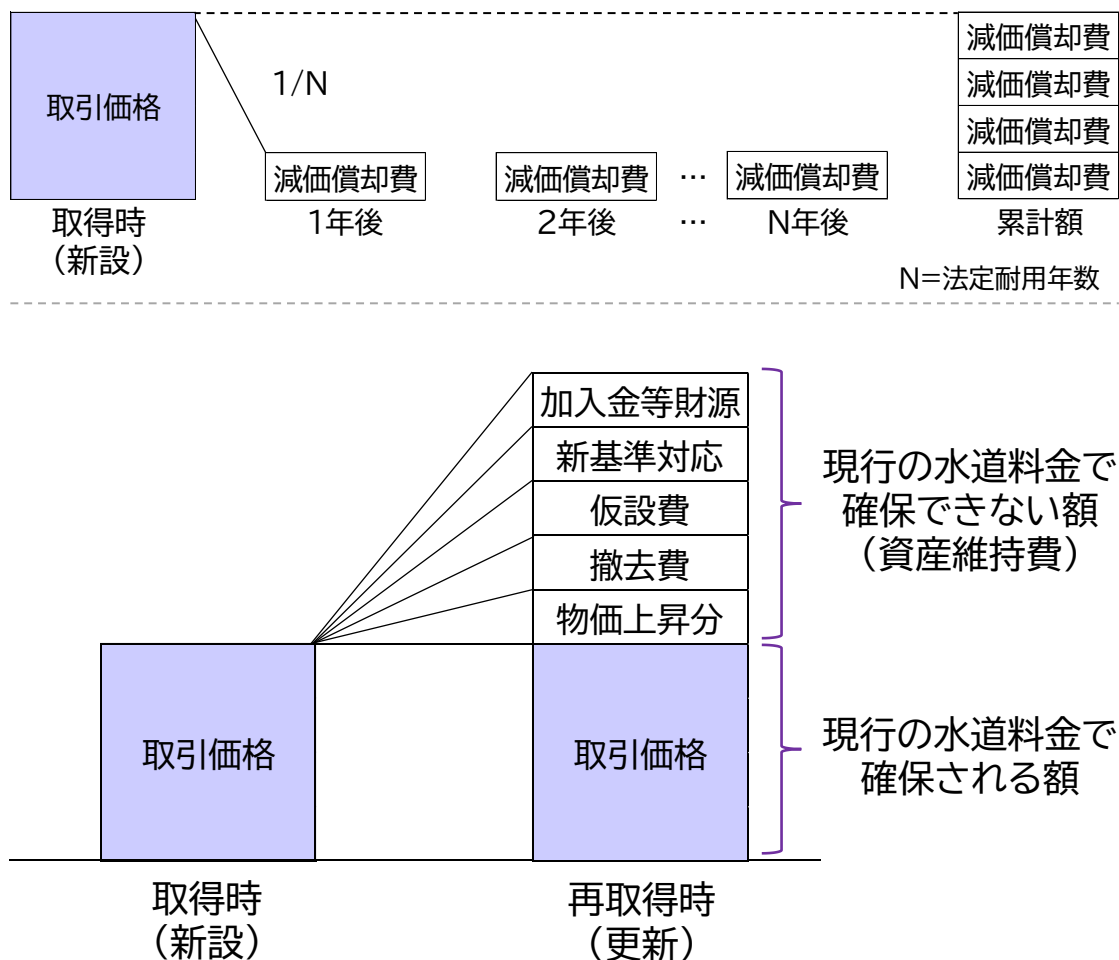 取引価格
1/N
減価償却費
減価償却費
…
減価償却費
減価償却費
減価償却費
減価償却費
減価償却費
取得時
（新設）
1年後
2年後
…
N年後
累計額
N＝法定耐用年数
加入金等財源
新基準対応
仮設費
撤去費
物価上昇分
現行の水道料金で
確保できない額
（資産維持費）
取引価格
取引価格
現行の水道料金で
確保される額
取得時
（新設）
再取得時
（更新）